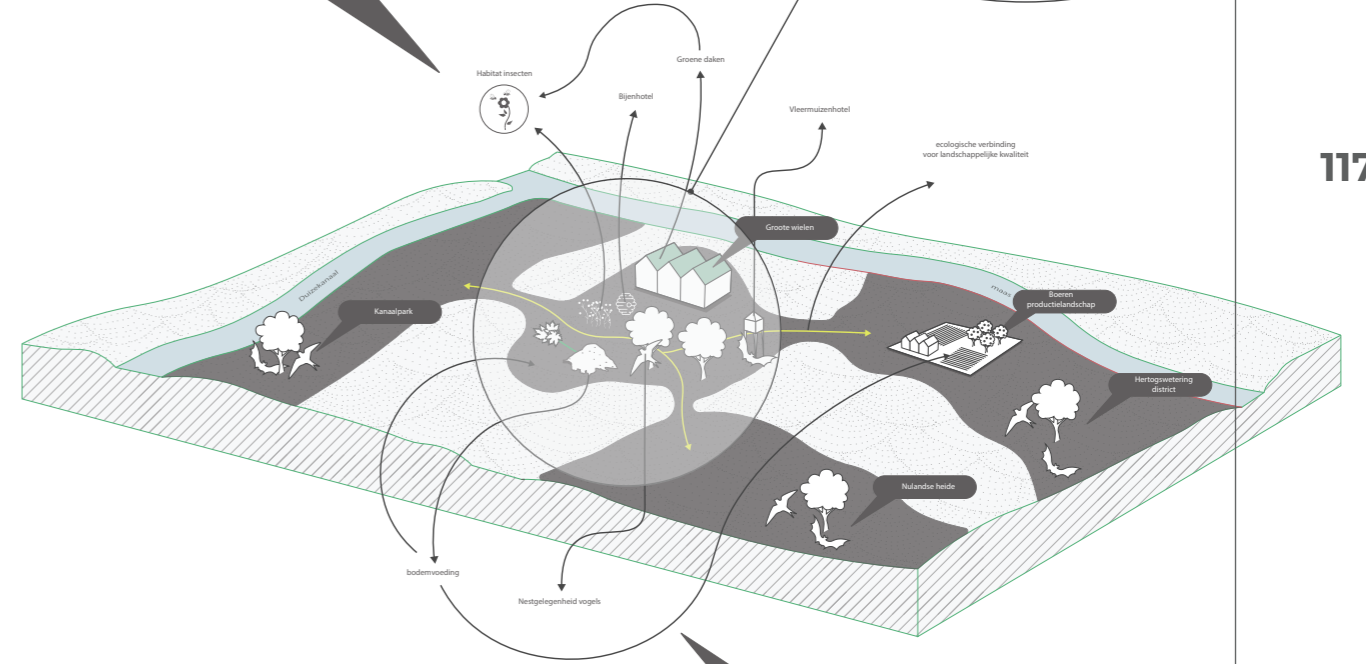 Groene daken
Habitat insecten
Bijenhotel
Vleermuizenhotel
ecologische verbinding
voor landschappelijke kwaliteit
117
Groote wielen
Duizekanaal
maas
Boeren
productielandschap
Kanaalpark
Hertogswetering
district
Nulandse heide
bodemvoeding
Nestgelegenheid vogels